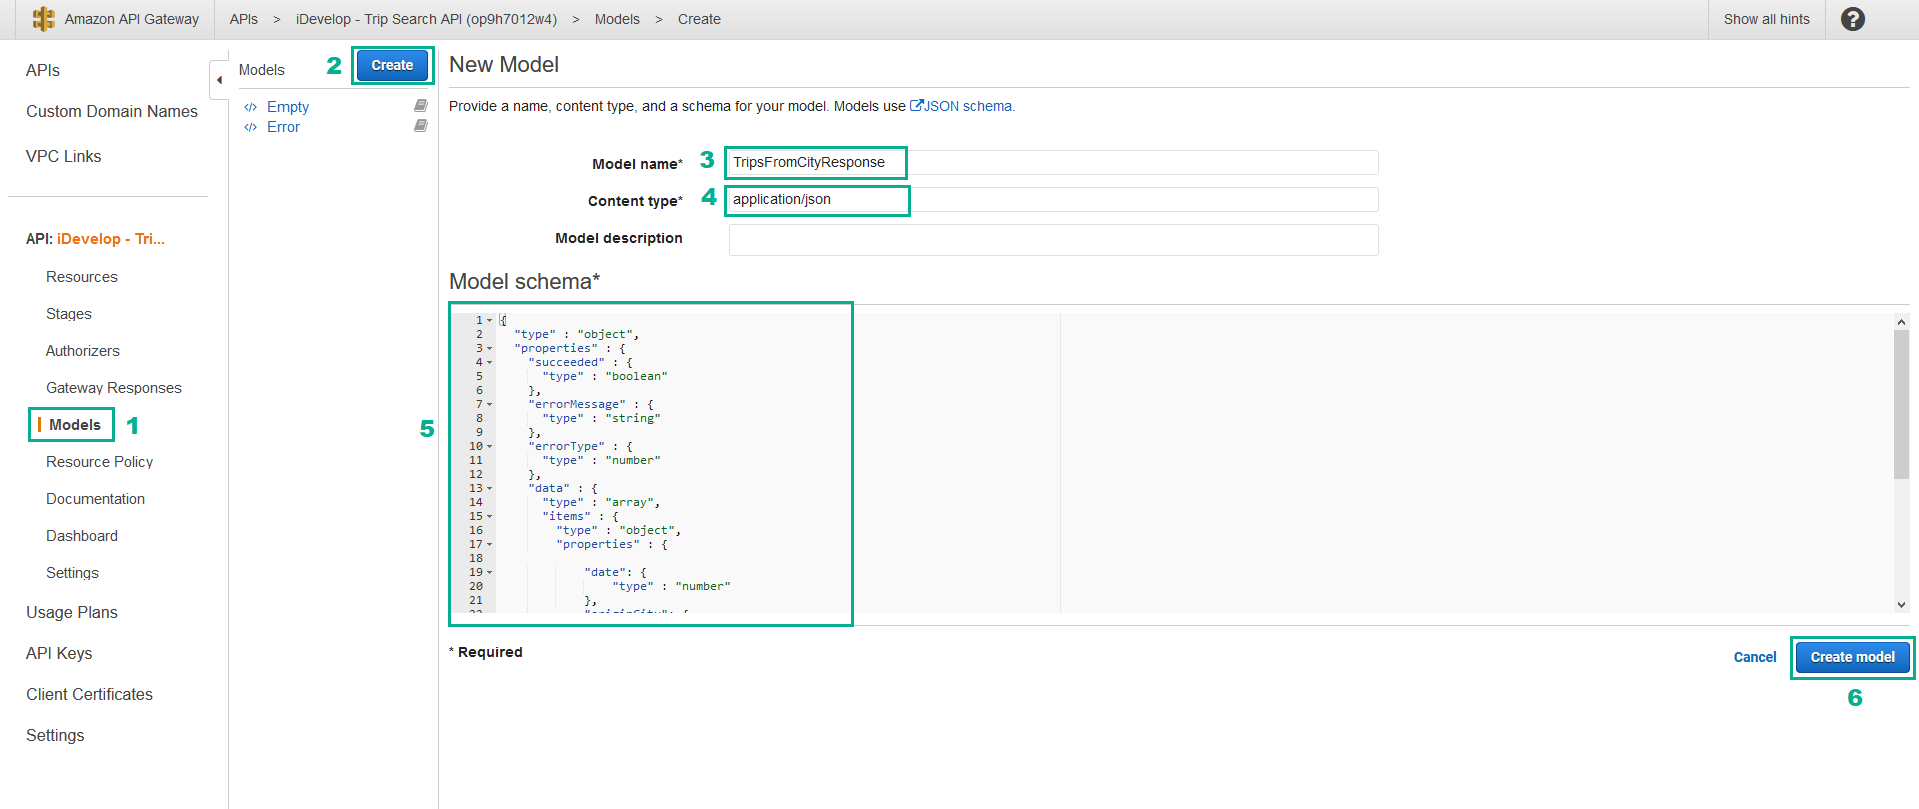 Amazon API Gateway APIs > iDevelop - Trip Search API (op9h7012w4) > Models > Create Show all hints ?
APIs
Custom Domain Names
VPC Links
API: iDevelop - Tri...
Resources
Stages
Authorizers
Gateway Responses
Models 1
Resource Policy
Documentation
Dashboard
Settings
Usage Plans
API Keys
Client Certificates
Settings
Models 2 Create
</> Empty
</> Error
New Model
Provide a name, content type, and a schema for your model. Models use JSON schema.
Model name* 3 TripsFromCityResponse
Content type* 4 application/json
Model description
Model schema*
5
1 {
2 "type" : "object",
3 "properties" : {
4 "succeeded" : {
5 "type" : "boolean"
6 },
7 "errorMessage" : {
8 "type" : "string"
9 },
10 "errorType" : {
11 "type" : "number"
12 },
13 "data" : {
14 "type" : "array",
15 "items" : {
16 "type" : "object",
17 "properties" : {
18
19 "date": {
20 "type" : "number"
21 },
* Required
Cancel Create model
6